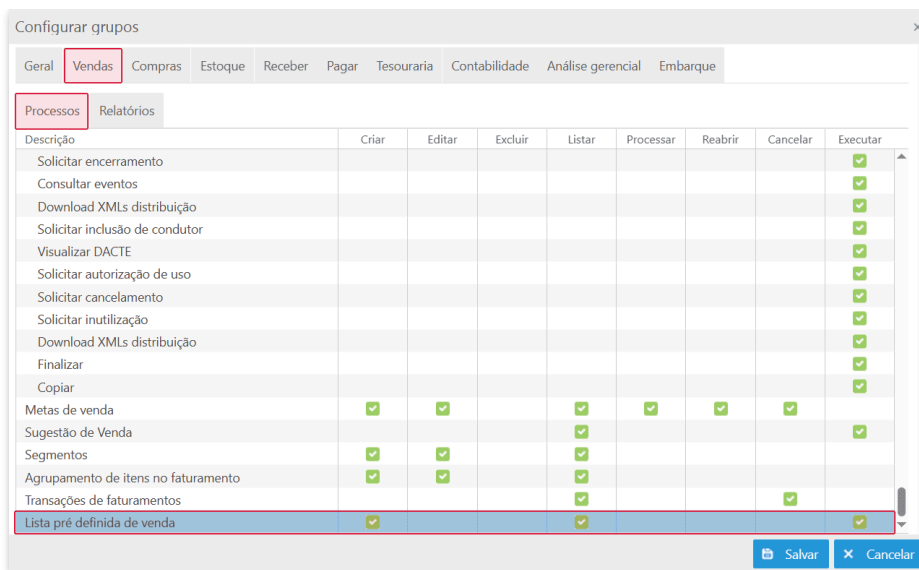 Configurar grupos
Geral Vendas Compras Estoque Receber Pagar Tesouraria Contabilidade Análise gerencial Embarque
Processos Relatórios
Descrição Criar Editar Excluir Listar Processar Reabrir Cancelar Executar
Solicitar encerramento
Consultar eventos
Download XMLs distribuição
Solicitar inclusão de condutor
Visualizar DACTE
Solicitar autorização de uso
Solicitar cancelamento
Solicitar inutilização
Download XMLs distribuição
Finalizar
Copiar
Metas de venda
Sugestão de Venda
Segmentos
Agrupamento de itens no faturamento
Transações de faturamentos
Lista pré definida de venda
Salvar Cancelar